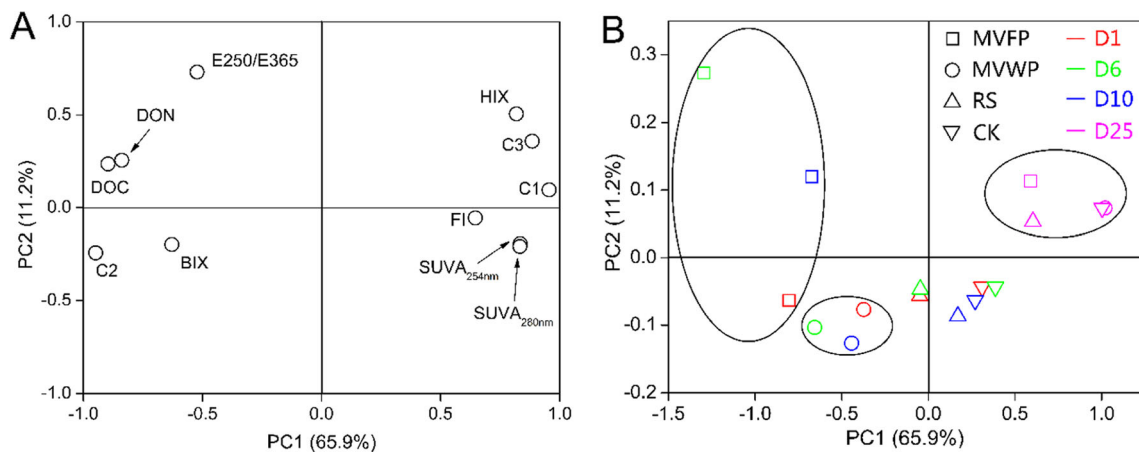 A
1.0
0.5
0.0
-0.5
-1.0
PC2 (11.2%)
E250/E365
DON
DOC
HIX
C3
C1
FI
C2
BIX
SUVA254nm
SUVA280nm
-1.0 -0.5 0.0 0.5 1.0
PC1 (65.9%)
B
0.3
0.2
0.1
0.0
-0.1
-0.2
PC2 (11.2%)
MVFP D1
MVWP D6
RS D10
CK D25
-1.5 -1.0 -0.5 0.0 0.5 1.0
PC1 (65.9%)